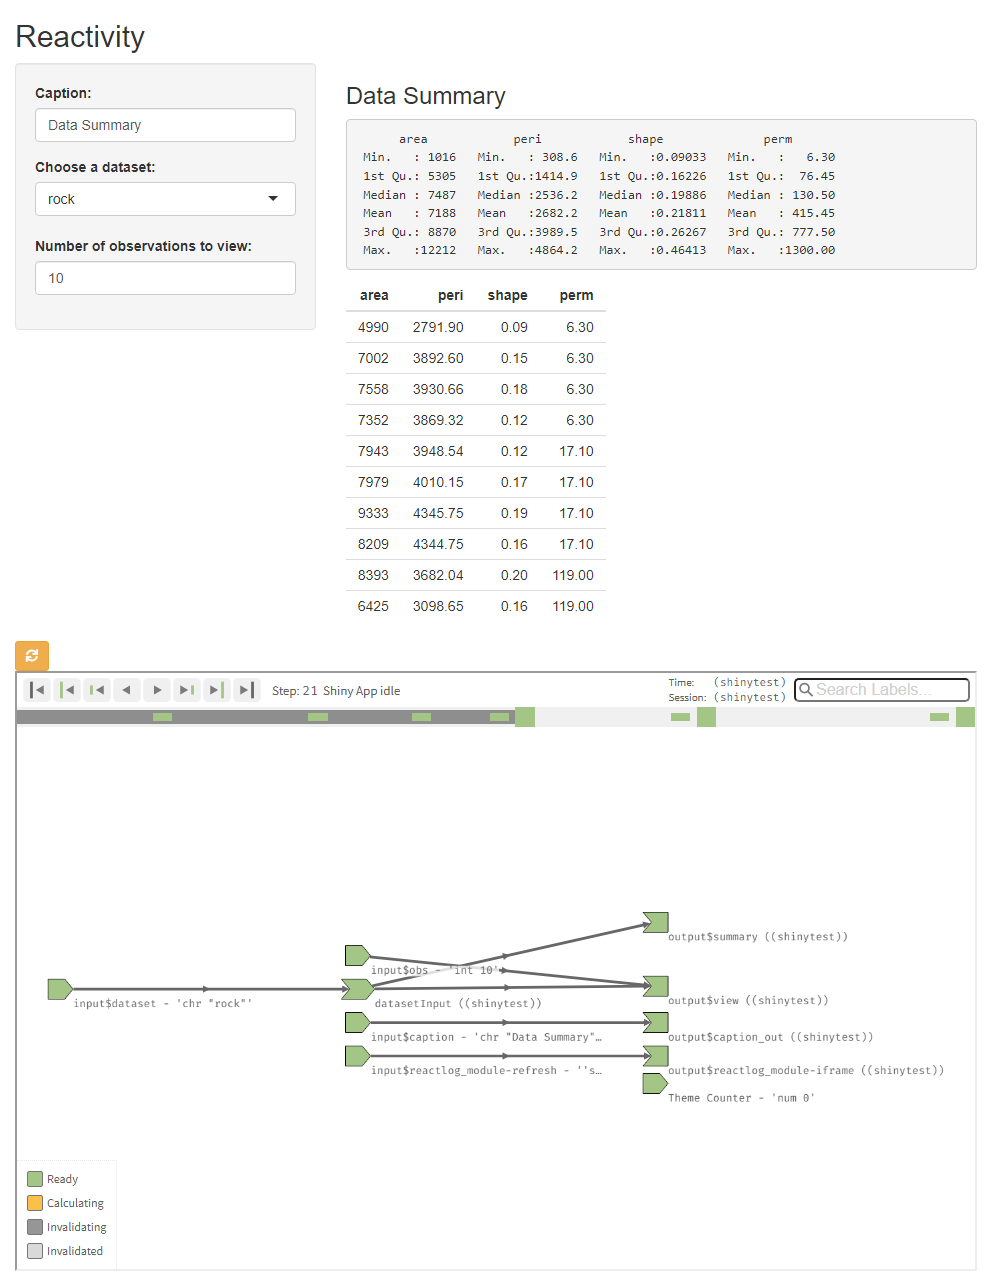 Reactivity
Caption:
Data Summary
Choose a dataset:
rock
Number of observations to view:
10
Data Summary
area peri shape perm
Min. : 1016 Min. : 308.6 Min. :0.09033 Min. : 6.30
1st Qu.: 5305 1st Qu.:1414.9 1st Qu.:0.16226 1st Qu.: 76.45
Median : 7487 Median :2536.2 Median :0.19886 Median : 130.50
Mean : 7188 Mean :2682.2 Mean :0.21811 Mean : 415.45
3rd Qu.: 8870 3rd Qu.:3989.5 3rd Qu.:0.26267 3rd Qu.: 777.50
Max. :12212 Max. :4864.2 Max. :0.46413 Max. :1300.00
area peri shape perm
4990 2791.90 0.09 6.30
7002 3892.60 0.15 6.30
7558 3930.66 0.18 6.30
7352 3869.32 0.12 6.30
7943 3948.54 0.12 17.10
7979 4010.15 0.17 17.10
9333 4345.75 0.19 17.10
8209 4344.75 0.16 17.10
8393 3682.04 0.20 119.00
6425 3098.65 0.16 119.00
Step: 21 Shiny App idle
Time: (shinytest)
Session: (shinytest)
Search Labels...
output$summary ((shinytest))
input$obs - 'int 10'
input$dataset - 'chr "rock"'
datasetInput ((shinytest))
output$view ((shinytest))
input$caption - 'chr "Data Summary"…
output$caption_out ((shinytest))
input$reactlog_module-refresh - ''s…
output$reactlog_module-iframe ((shinytest))
Theme Counter - 'num 0'
Ready
Calculating
Invalidating
Invalidated